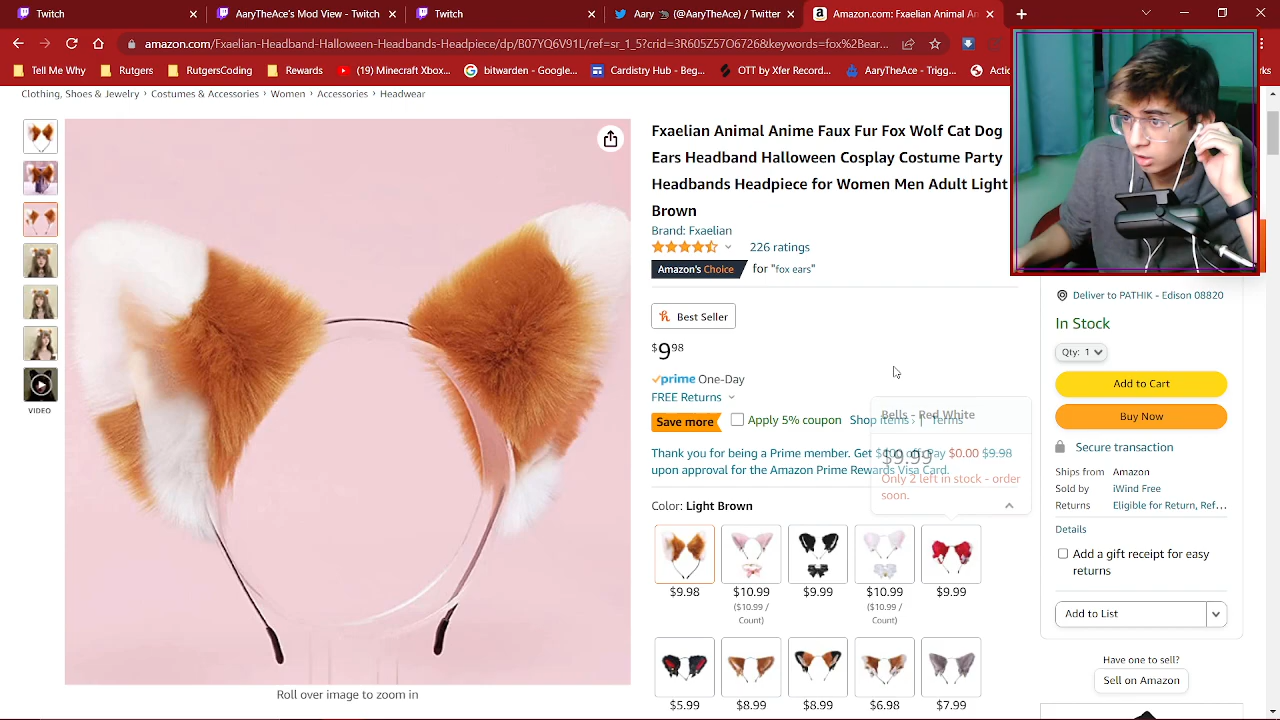 Twitch
AaryTheAce's Mod View - Twitch
Twitch
Aary (@AaryTheAce) / Twitter
Amazon.com: Fxaelian Animal An
amazon.com/Fxaelian-Headband-Halloween-Headbands-Headpiece/dp/B07YQ6V91L/ref=sr_1_5?crid=3R605Z57O6726&keywords=fox%2Bear...
Tell Me Why
Rutgers
RutgersCoding
Rewards
(19) Minecraft Xbox...
bitwarden - Google...
Cardistry Hub - Beg...
OTT by Xfer Record...
AaryTheAce - Trigg...
Clothing, Shoes & Jewelry › Costumes & Accessories › Women › Accessories › Headwear
VIDEO
Roll over image to zoom in
Fxaelian Animal Anime Faux Fur Fox Wolf Cat Dog
Ears Headband Halloween Cosplay Costume Party
Headbands Headpiece for Women Men Adult Light
Brown
Brand: Fxaelian
226 ratings
Amazon's Choice for "fox ears"
Best Seller
$9.98
prime One-Day
FREE Returns
Save more Apply 5% coupon Shop items › | Terms
Thank you for being a Prime member. Get off: Pay $0.00 $9.98
upon approval for the Amazon Prime Rewards Visa Card.
Bells - Red White
$9.99
Only 2 left in stock - order
soon.
Color: Light Brown
$9.98
$10.99
($10.99 /
Count)
$9.99
$10.99
($10.99 /
Count)
$9.99
$5.99
$8.99
$8.99
$6.98
$7.99
Deliver to PATHIK - Edison 08820
In Stock
Qty: 1
Add to Cart
Buy Now
Secure transaction
Ships from Amazon
Sold by iWind Free
Returns Eligible for Return, Ref...
Details
Add a gift receipt for easy
returns
Add to List
Have one to sell?
Sell on Amazon